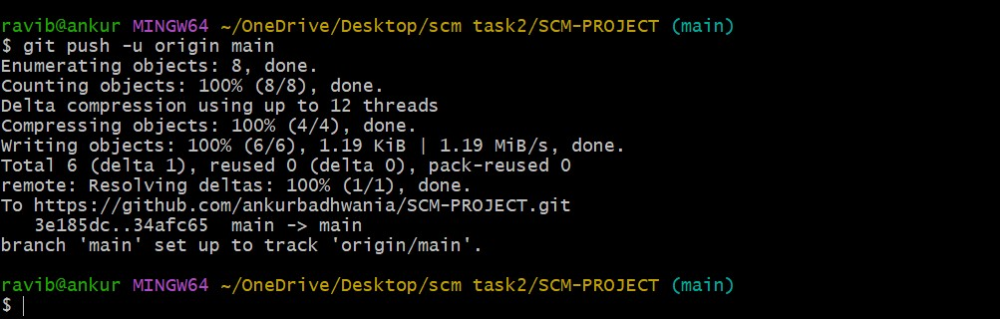 ravib@ankur MINGW64 ~/OneDrive/Desktop/scm task2/SCM-PROJECT (main)
$ git push -u origin main
Enumerating objects: 8, done.
Counting objects: 100% (8/8), done.
Delta compression using up to 12 threads
Compressing objects: 100% (4/4), done.
Writing objects: 100% (6/6), 1.19 KiB | 1.19 MiB/s, done.
Total 6 (delta 1), reused 0 (delta 0), pack-reused 0
remote: Resolving deltas: 100% (1/1), done.
To https://github.com/ankurbadhwania/SCM-PROJECT.git
   3e185dc..34afc65  main -> main
branch 'main' set up to track 'origin/main'.
ravib@ankur MINGW64 ~/OneDrive/Desktop/scm task2/SCM-PROJECT (main)
$